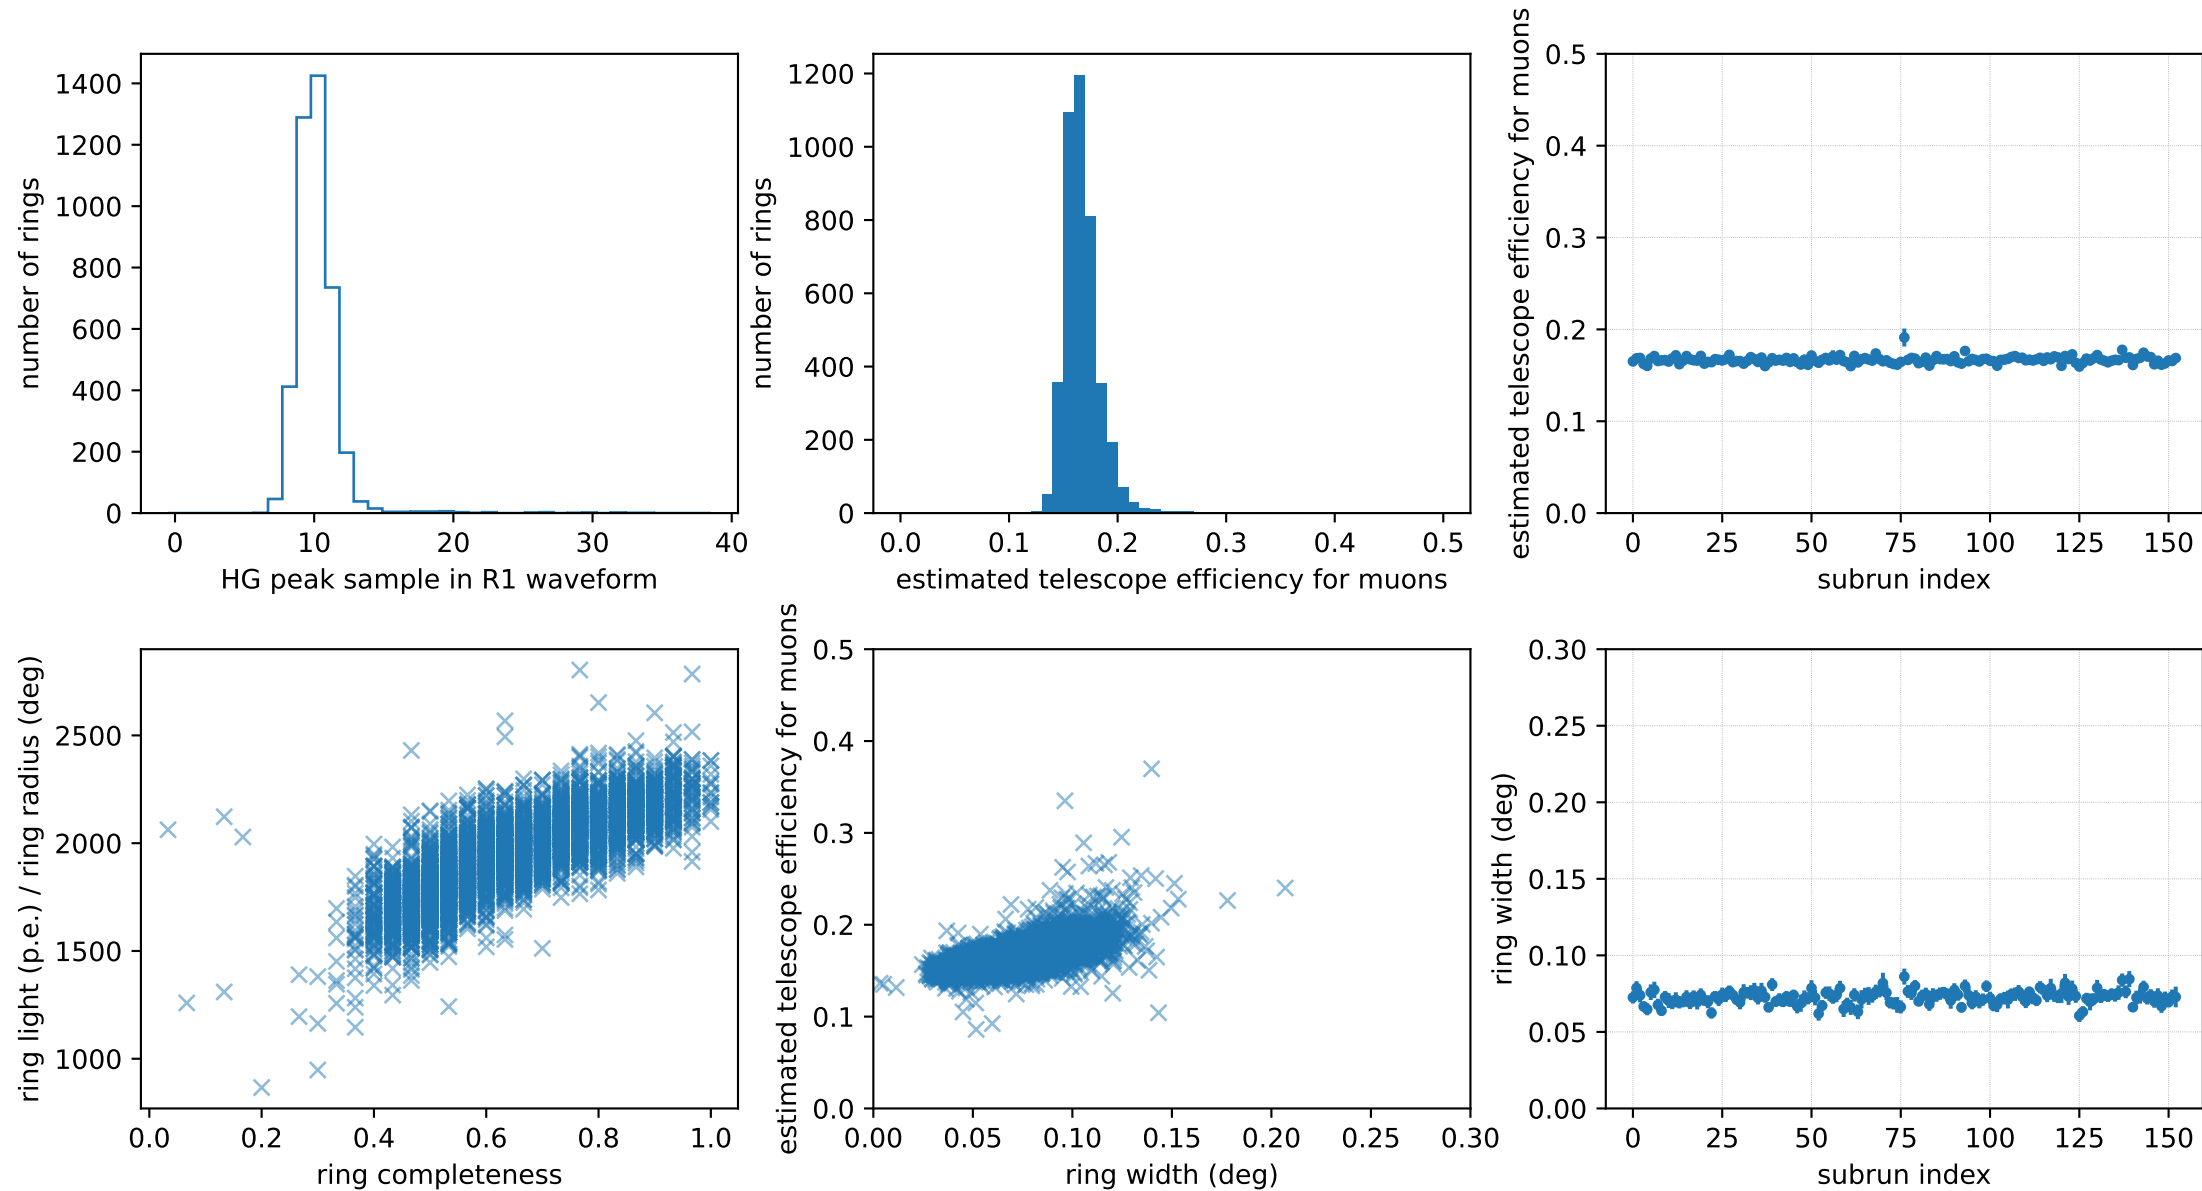 number of rings
1400
1200
1000
800
600
400
200
0
0 10 20 30 40
HG peak sample in R1 waveform
number of rings
1200
1000
800
600
400
200
0
0.0 0.1 0.2 0.3 0.4 0.5
estimated telescope efficiency for muons
estimated telescope efficiency for muons
0.5
0.4
0.3
0.2
0.1
0.0
0 25 50 75 100 125 150
subrun index
ring light (p.e.) / ring radius (deg)
2500
2000
1500
1000
0.0 0.2 0.4 0.6 0.8 1.0
ring completeness
estimated telescope efficiency for muons
0.5
0.4
0.3
0.2
0.1
0.0
0.00 0.05 0.10 0.15 0.20 0.25 0.30
ring width (deg)
ring width (deg)
0.30
0.25
0.20
0.15
0.10
0.05
0.00
0 25 50 75 100 125 150
subrun index